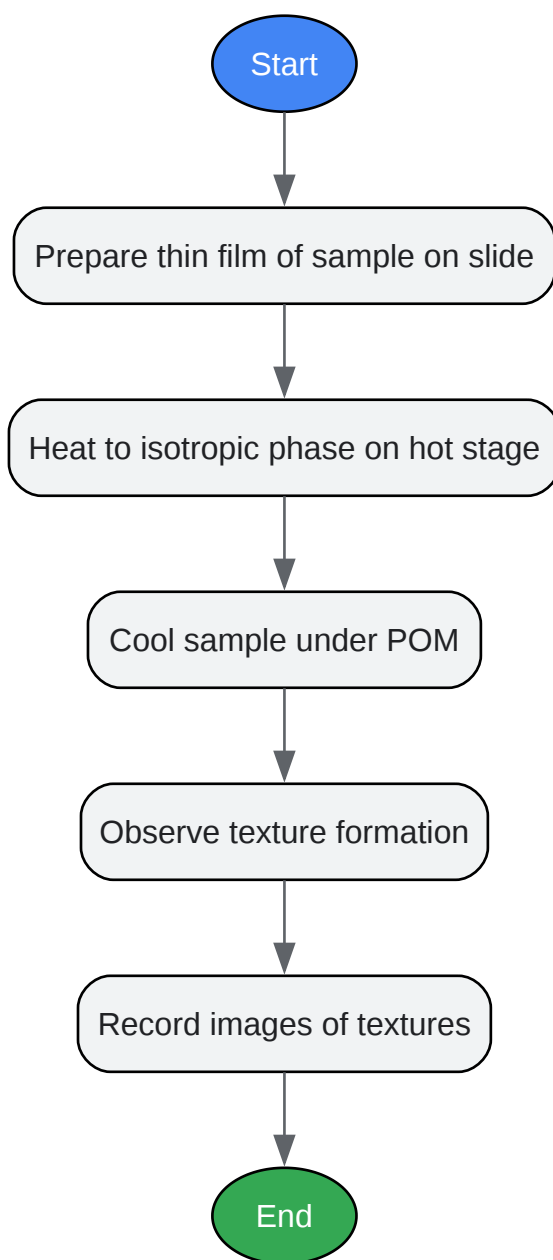 Start
Prepare thin film of sample on slide
Heat to isotropic phase on hot stage
Cool sample under POM
Observe texture formation
Record images of textures
End